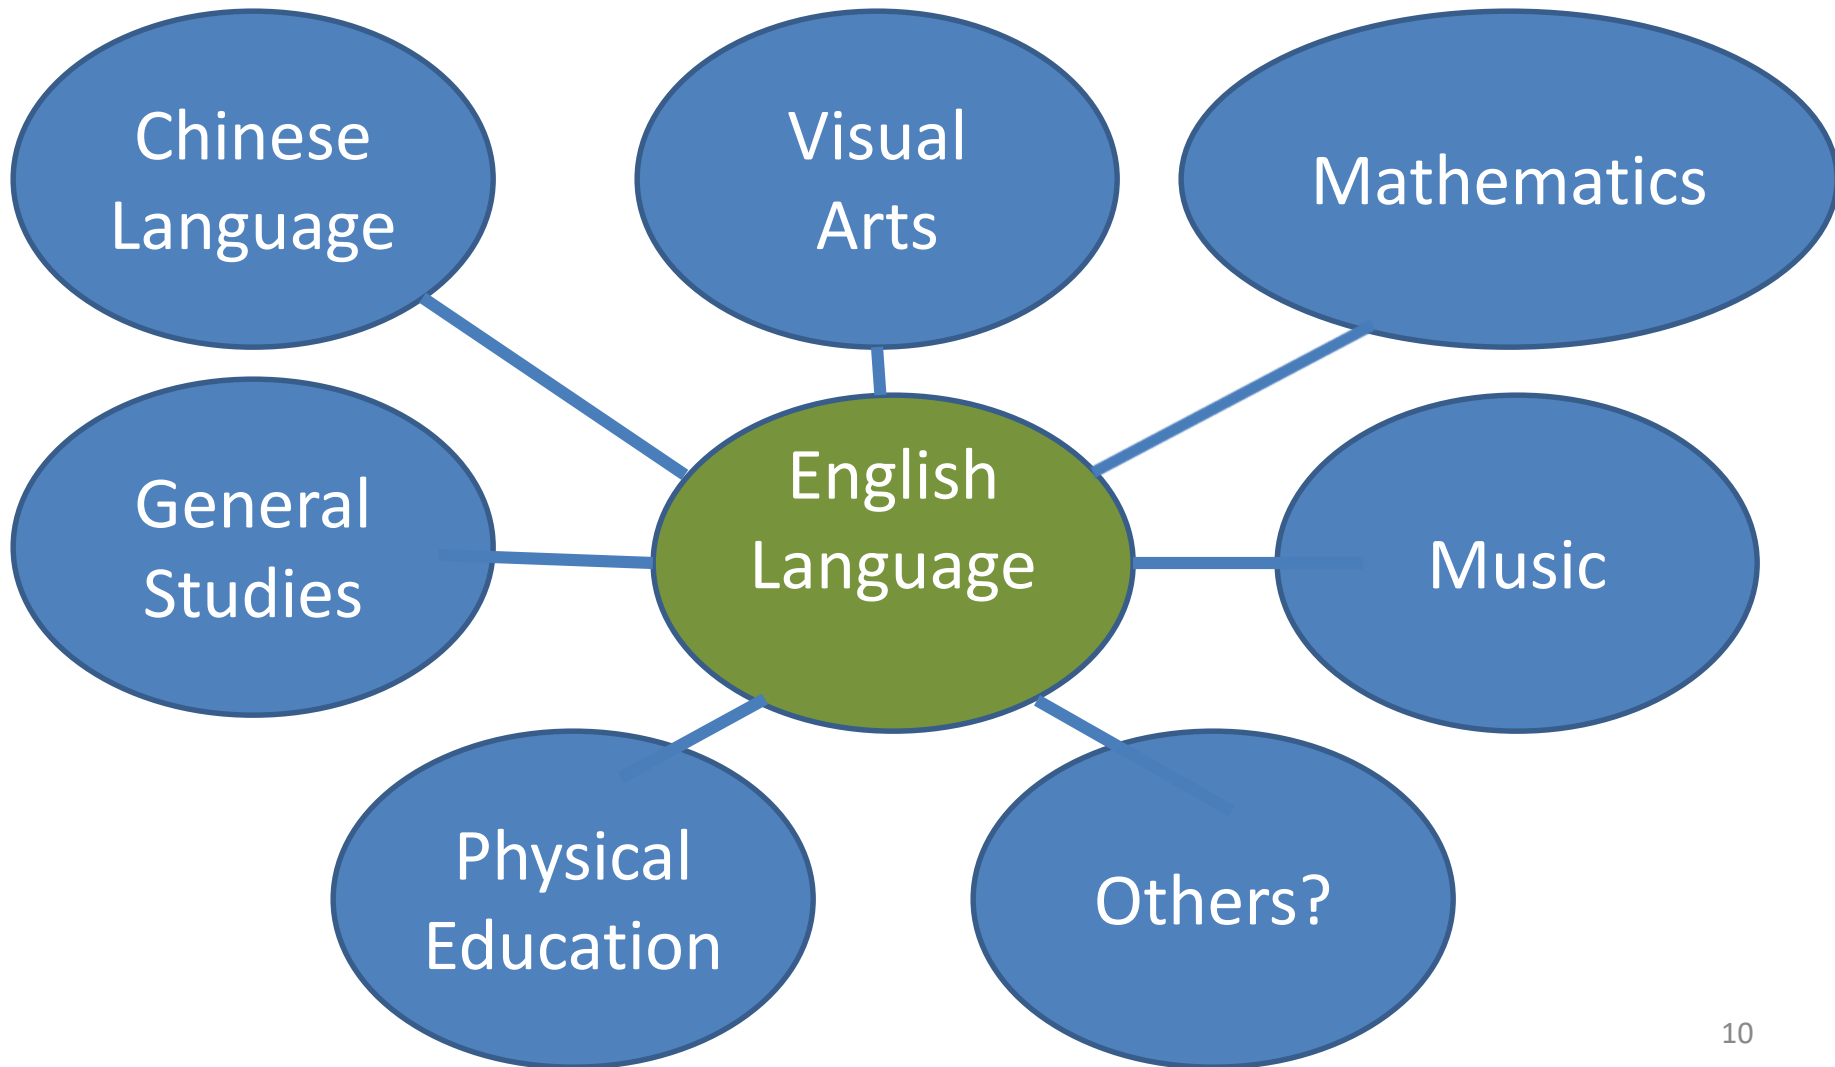 Chinese
Language
Visual
Arts
Mathematics
General
Studies
English
Language
Music
Physical
Education
Others?
10